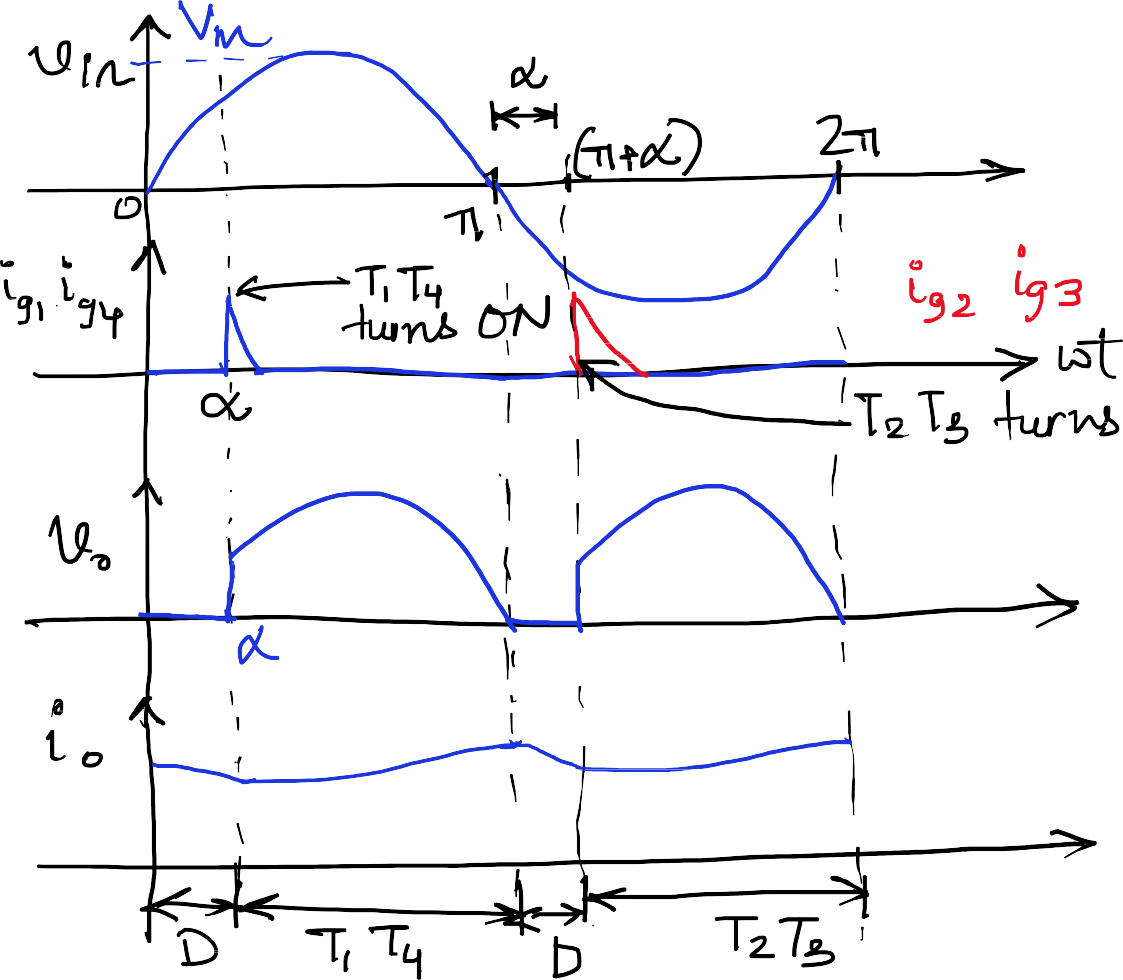 Vm
vin
α
(π+α)
2π
0
π
ig1 ig4
T1 T4
turns ON
ig2 ig3
ωt
α
T2 T3 turns
Vo
α
io
D
T1 T4
D
T2 T3